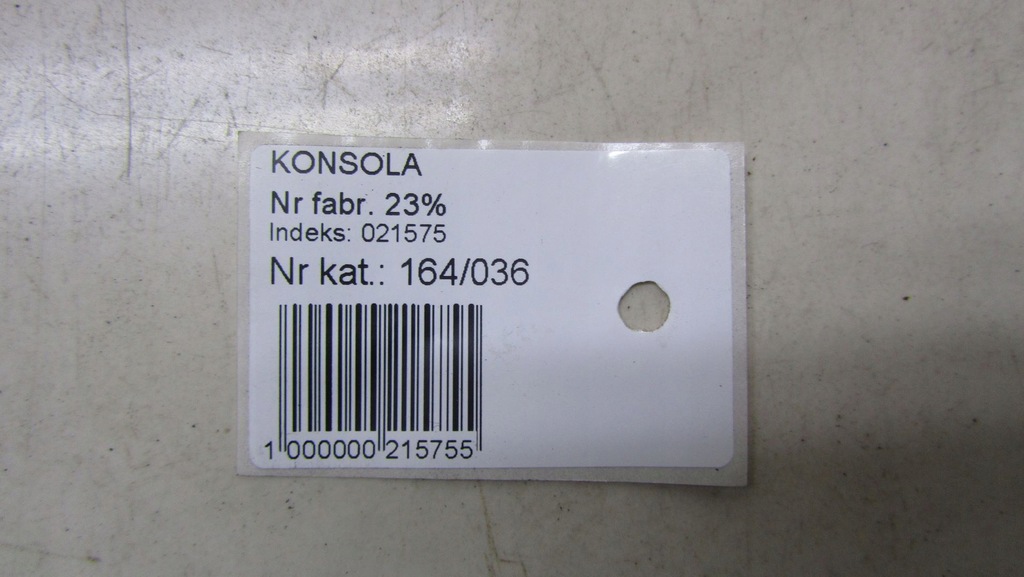 KONSOLA
Nr fabr. 23%
Indeks: 021575
Nr kat.: 164/036
1 000000 215755